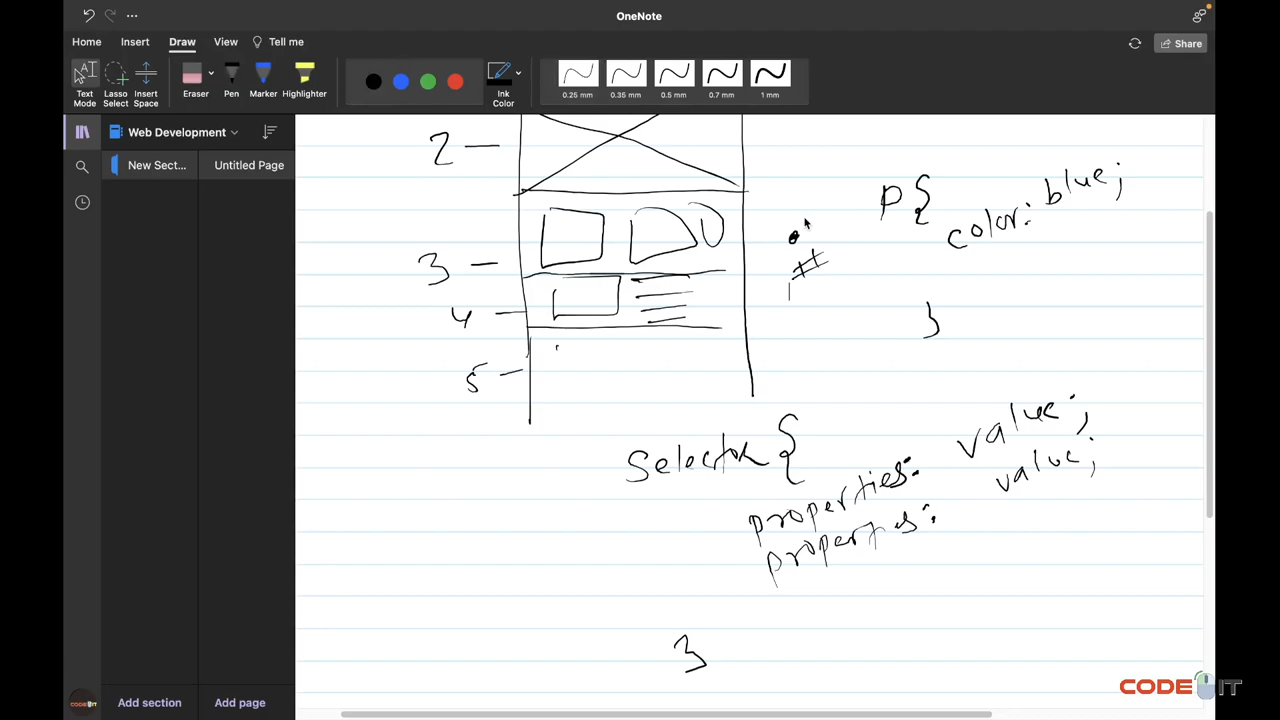 OneNote
Home Insert Draw View Tell me
Share
Text Mode
Lasso Select
Insert Space
Eraser
Pen
Marker
Highlighter
Ink Color
0.25 mm
0.35 mm
0.5 mm
0.7 mm
1 mm
Web Development
New Sect... Untitled Page
2 —
p {
color: blue;
}
3 —
#
4 —
5 —
Selector {
properties: value;
properties: value;
}
Add section Add page
CODE IT